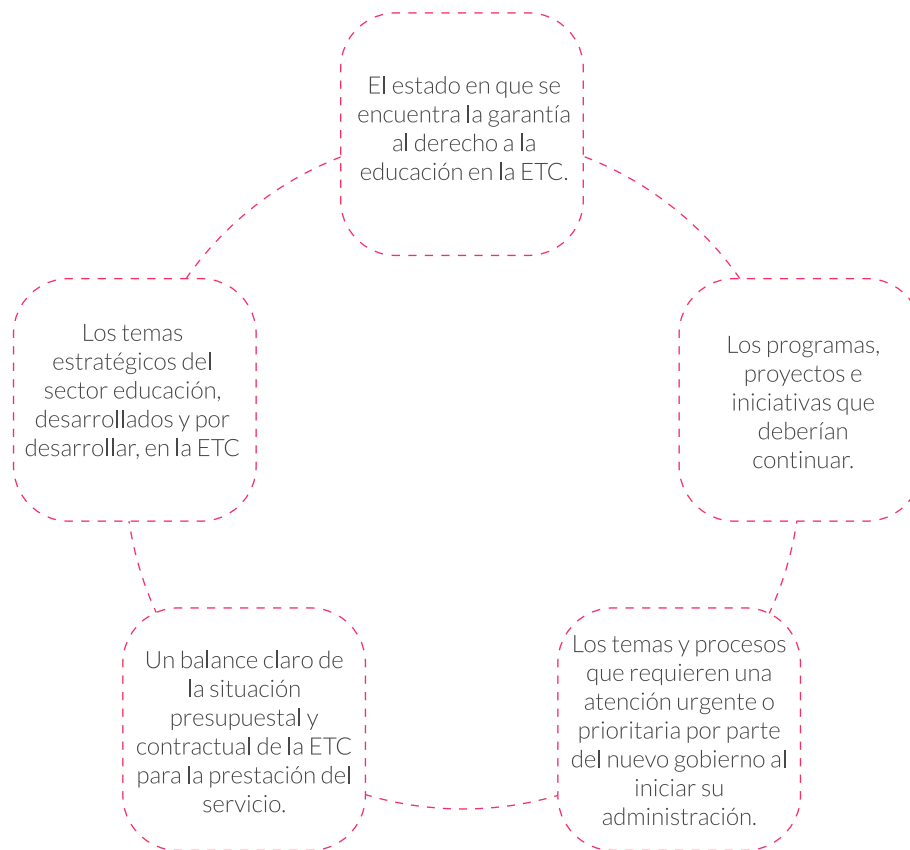 El estado en que se
encuentra la garantía
al derecho a la
educación en la ETC.
Los programas,
proyectos e
iniciativas que
deberían
continuar.
Los temas y procesos
que requieren una
atención urgente o
prioritaria por parte
del nuevo gobierno al
iniciar su
administración.
Un balance claro de
la situación
presupuestal y
contractual de la ETC
para la prestación del
servicio.
Los temas
estratégicos del
sector educación,
desarrollados y por
desarrollar, en la ETC